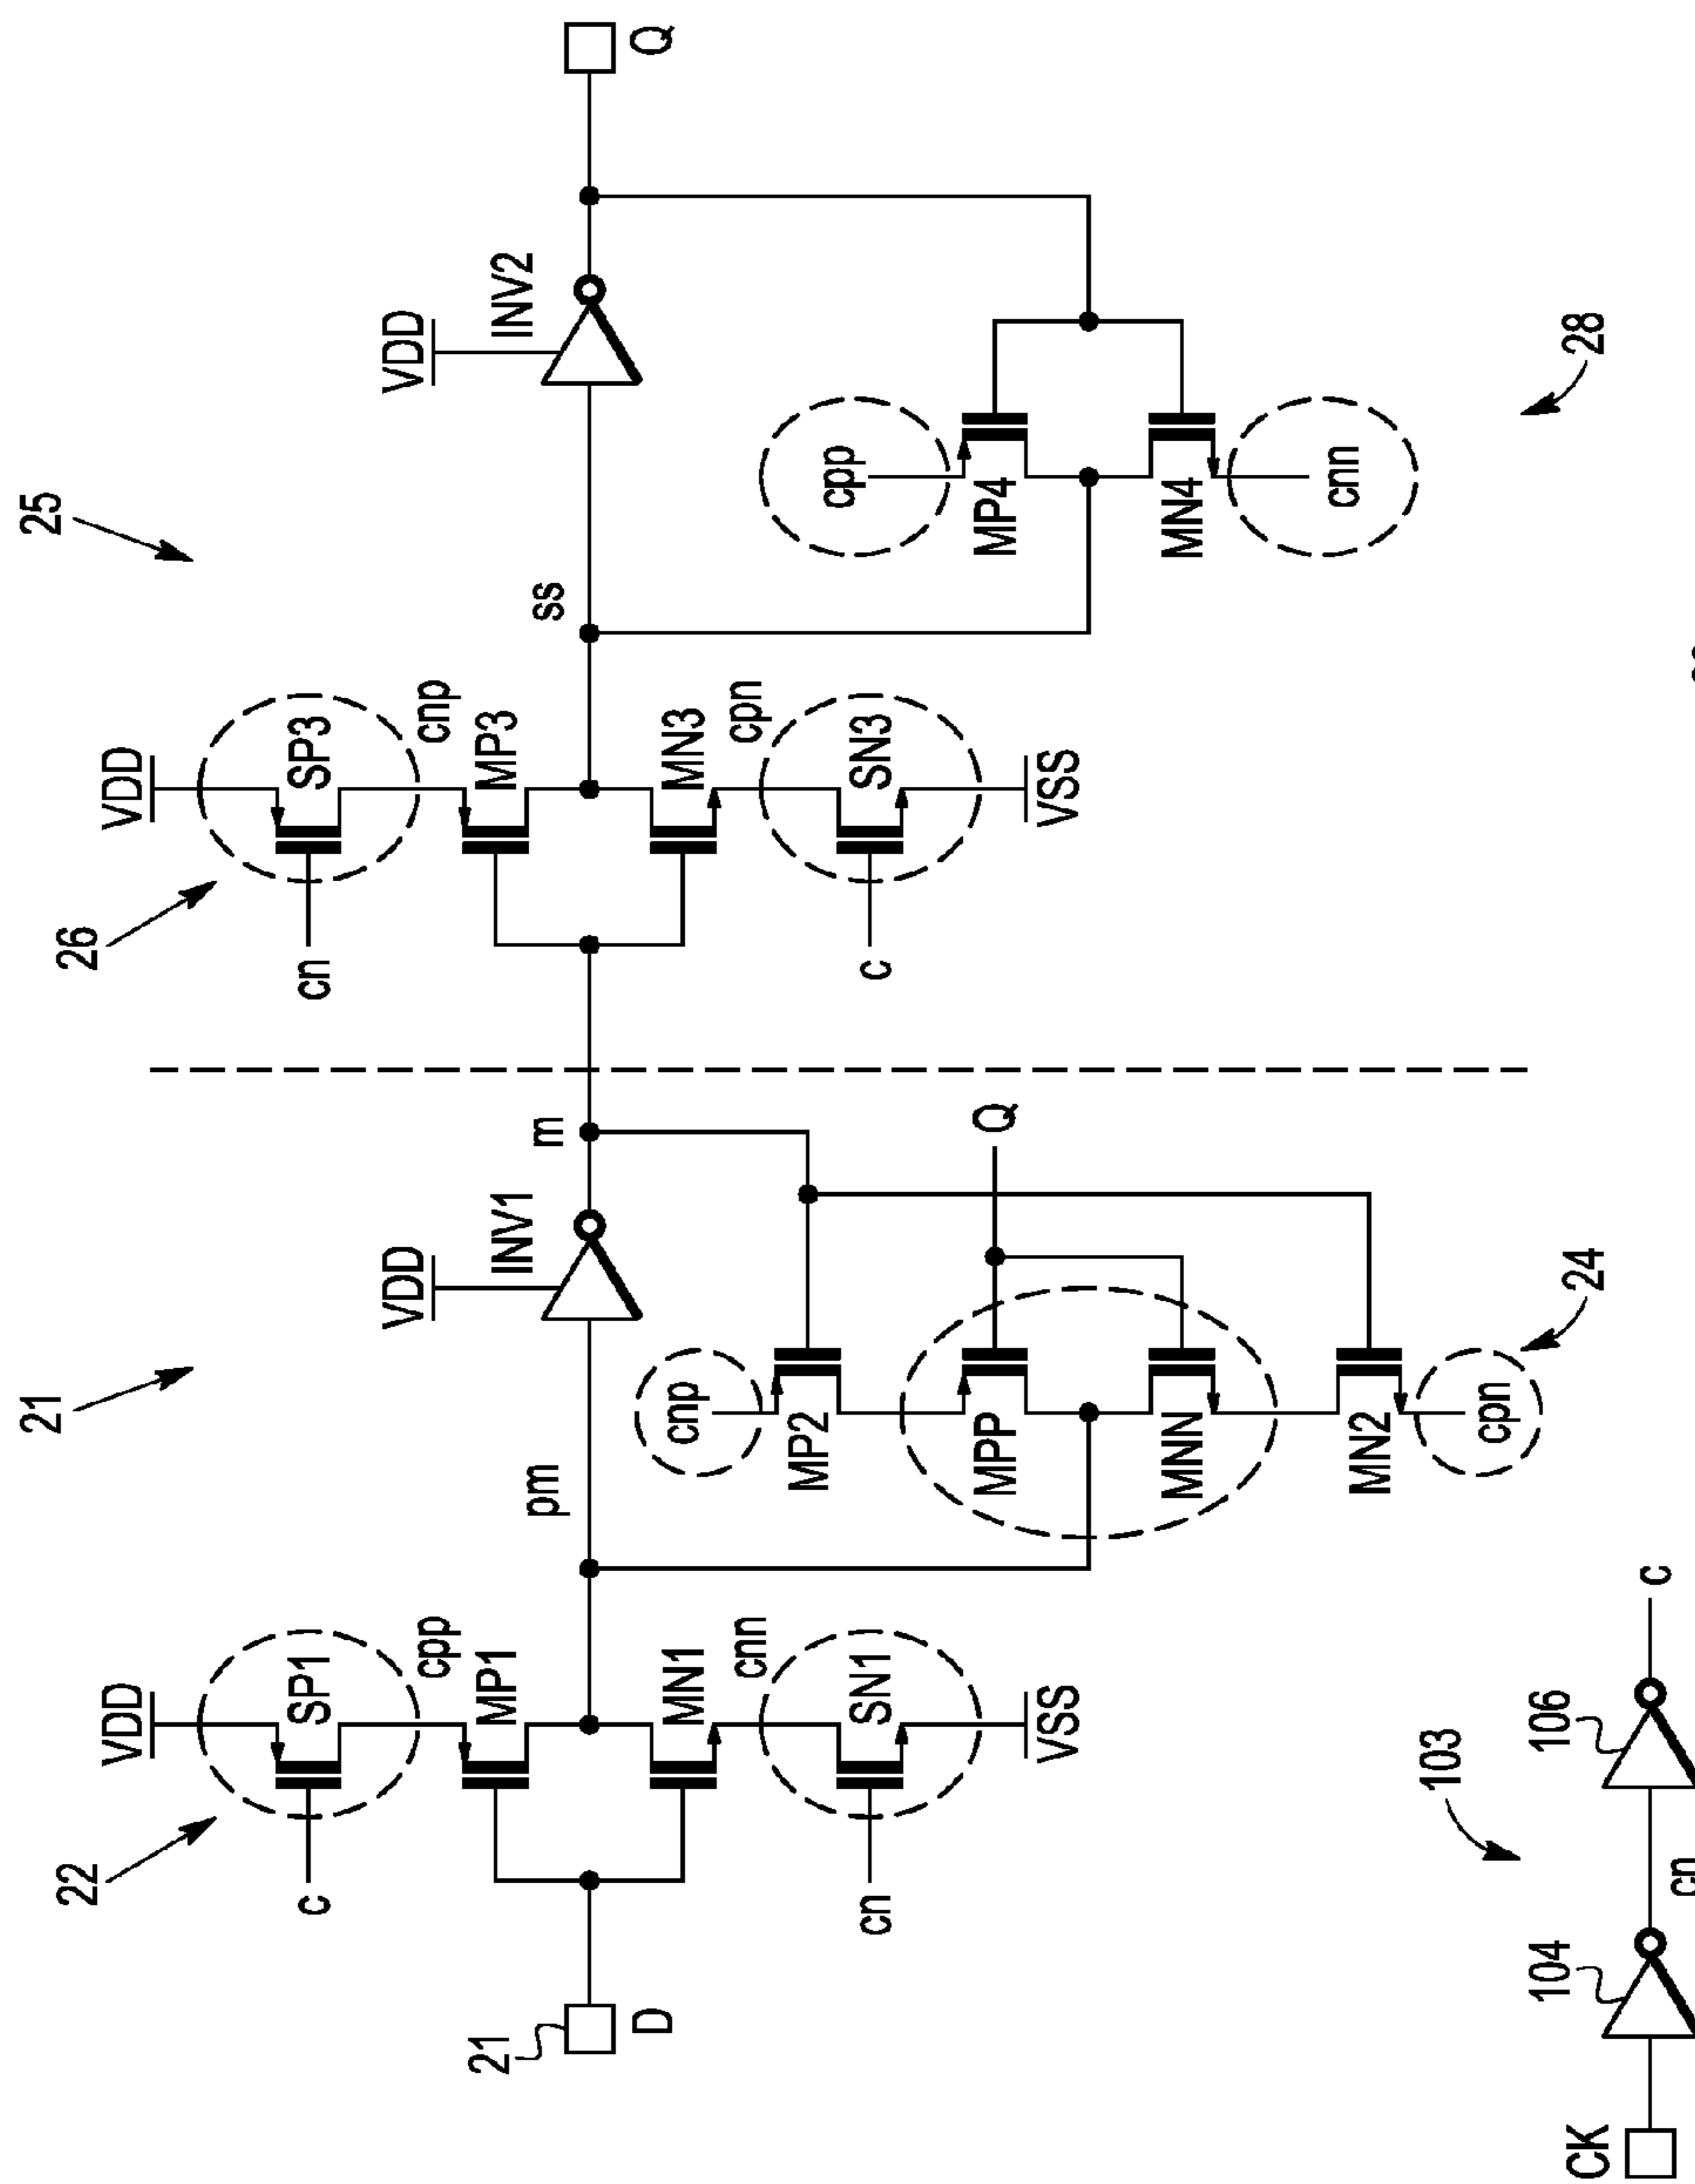 21
25
22
26
VDD
VDD
SP1
SP3
c
cn
cpp
cnp
VDD
VDD
MP1
MP3
21
INV1
INV2
pm
m
ss
D
Q
MN1
MN3
cnn
cpn
cnp
MP2
cpp
SN1
SN3
cn
c
MPP
Q
MP4
VSS
VSS
MNN
MN4
MN2
cnn
cpn
103
24
28
104
106
CK
cn
c